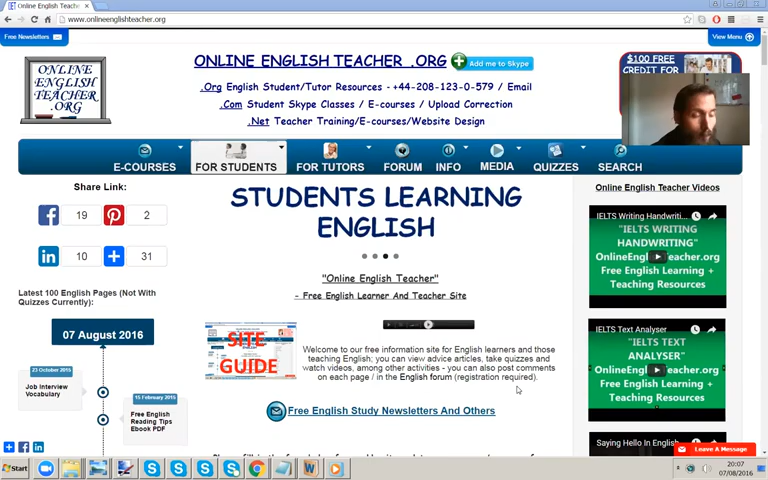 Online English Teacher
www.onlineenglishteacher.org
Free Newsletters
View Menu
ONLINE
ENGLISH
TEACHER
.ORG
ONLINE ENGLISH TEACHER .ORG
Add me to Skype
.Org English Student/Tutor Resources - +44-208-123-0-579 / Email
.Com Student Skype Classes / E-courses / Upload Correction
.Net Teacher Training/E-courses/Website Design
$100 FREE
CREDIT FOR
E-COURSES
FOR STUDENTS
FOR TUTORS
FORUM
INFO
MEDIA
QUIZZES
SEARCH
Share Link:
19
2
10
31
Latest 100 English Pages (Not With
Quizzes Currently):
07 August 2016
23 October 2015
Job Interview
Vocabulary
15 February 2015
Free English
Reading Tips
Ebook PDF
STUDENTS LEARNING
ENGLISH
"Online English Teacher"
- Free English Learner And Teacher Site
SITE
GUIDE
Welcome to our free information site for English learners and those
teaching English; you can view advice articles, take quizzes and
watch videos, among other activities - you can also post comments
on each page / in the English forum (registration required).
Free English Study Newsletters And Others
Online English Teacher Videos
IELTS Writing Handwriti...
"IELTS WRITING
HANDWRITING"
OnlineEnglishTeacher.org
Free English Learning +
Teaching Resources
IELTS Text Analyser
"IELTS TEXT
ANALYSER"
OnlineEnglishTeacher.org
Free English Learning +
Teaching Resources
Saying Hello In English
Leave A Message
Start
20:07
07/08/2016